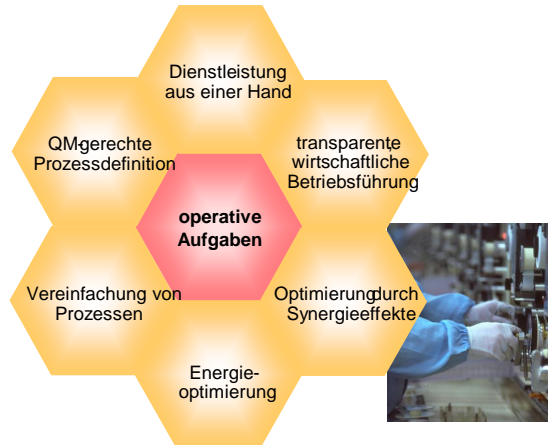 Dienstleistung
aus einer Hand
QM-gerechte
Prozessdefinition
transparente
wirtschaftliche
Betriebsführung
operative
Aufgaben
Vereinfachung von
Prozessen
Optimierung durch
Synergieeffekte
Energie-
optimierung